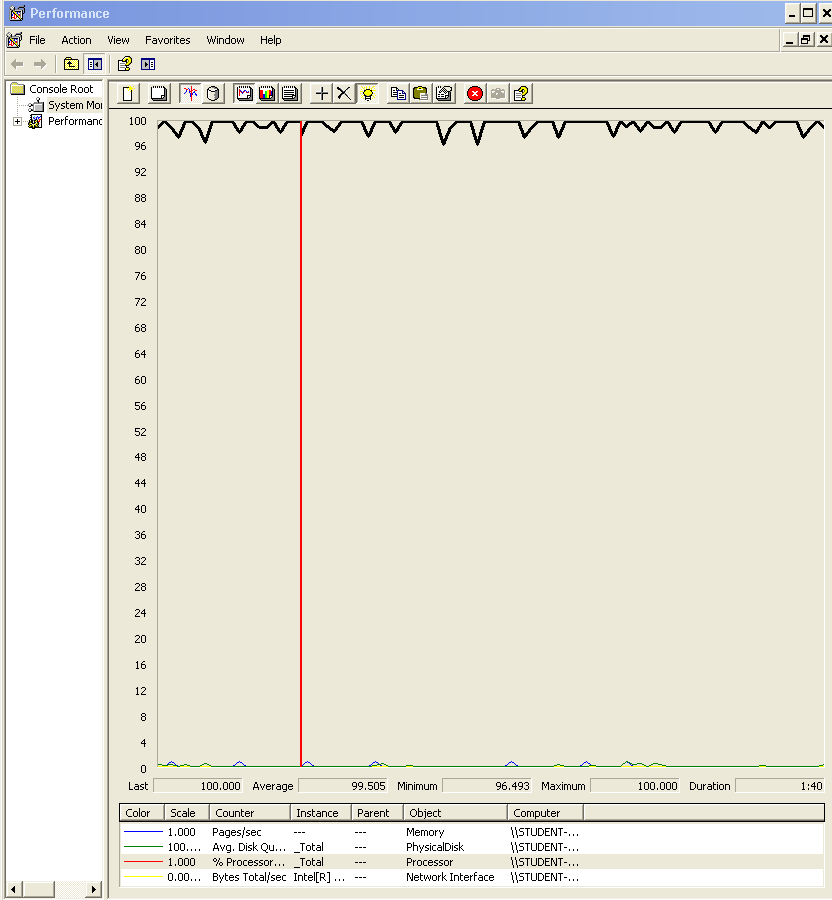 Performance
File Action View Favorites Window Help
Console Root
System Mo
Performanc
100
96
92
88
84
80
76
72
68
64
60
56
52
48
44
40
36
32
28
24
20
16
12
8
4
0
Last 100.000 Average 99.505 Minimum 96.493 Maximum 100.000 Duration 1:40
Color Scale Counter Instance Parent Object Computer
1.000 Pages/sec --- --- Memory \\STUDENT-...
100.... Avg. Disk Qu... _Total --- PhysicalDisk \\STUDENT-...
1.000 % Processor... _Total --- Processor \\STUDENT-...
0.00... Bytes Total/sec Intel[R] ... --- Network Interface \\STUDENT-...